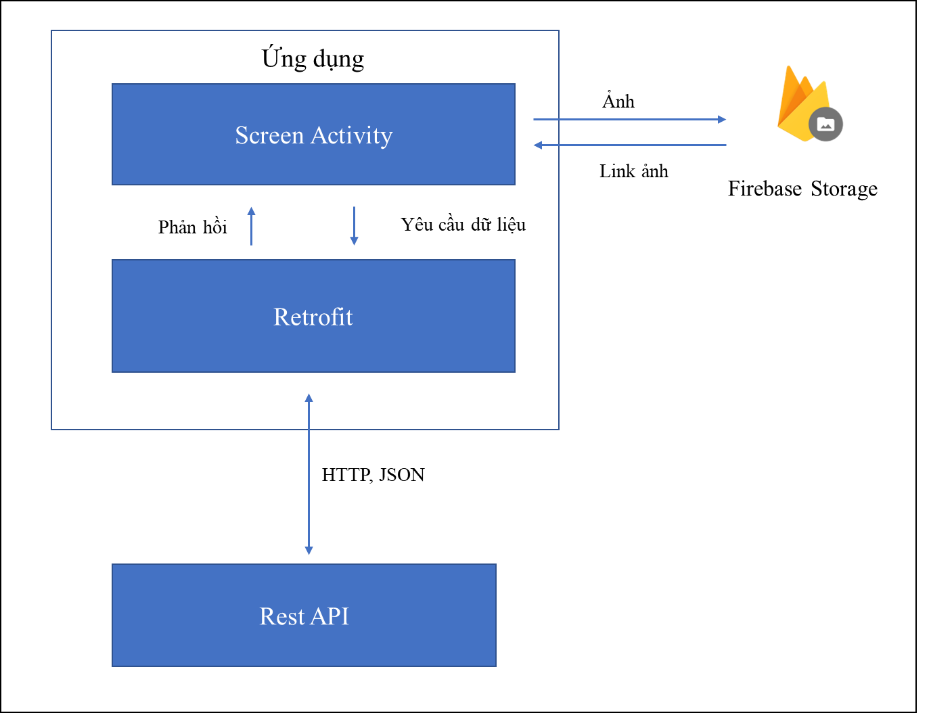 Ứng dụng
Screen Activity
Ảnh
Link ảnh
Firebase Storage
Phản hồi
Yêu cầu dữ liệu
Retrofit
HTTP, JSON
Rest API